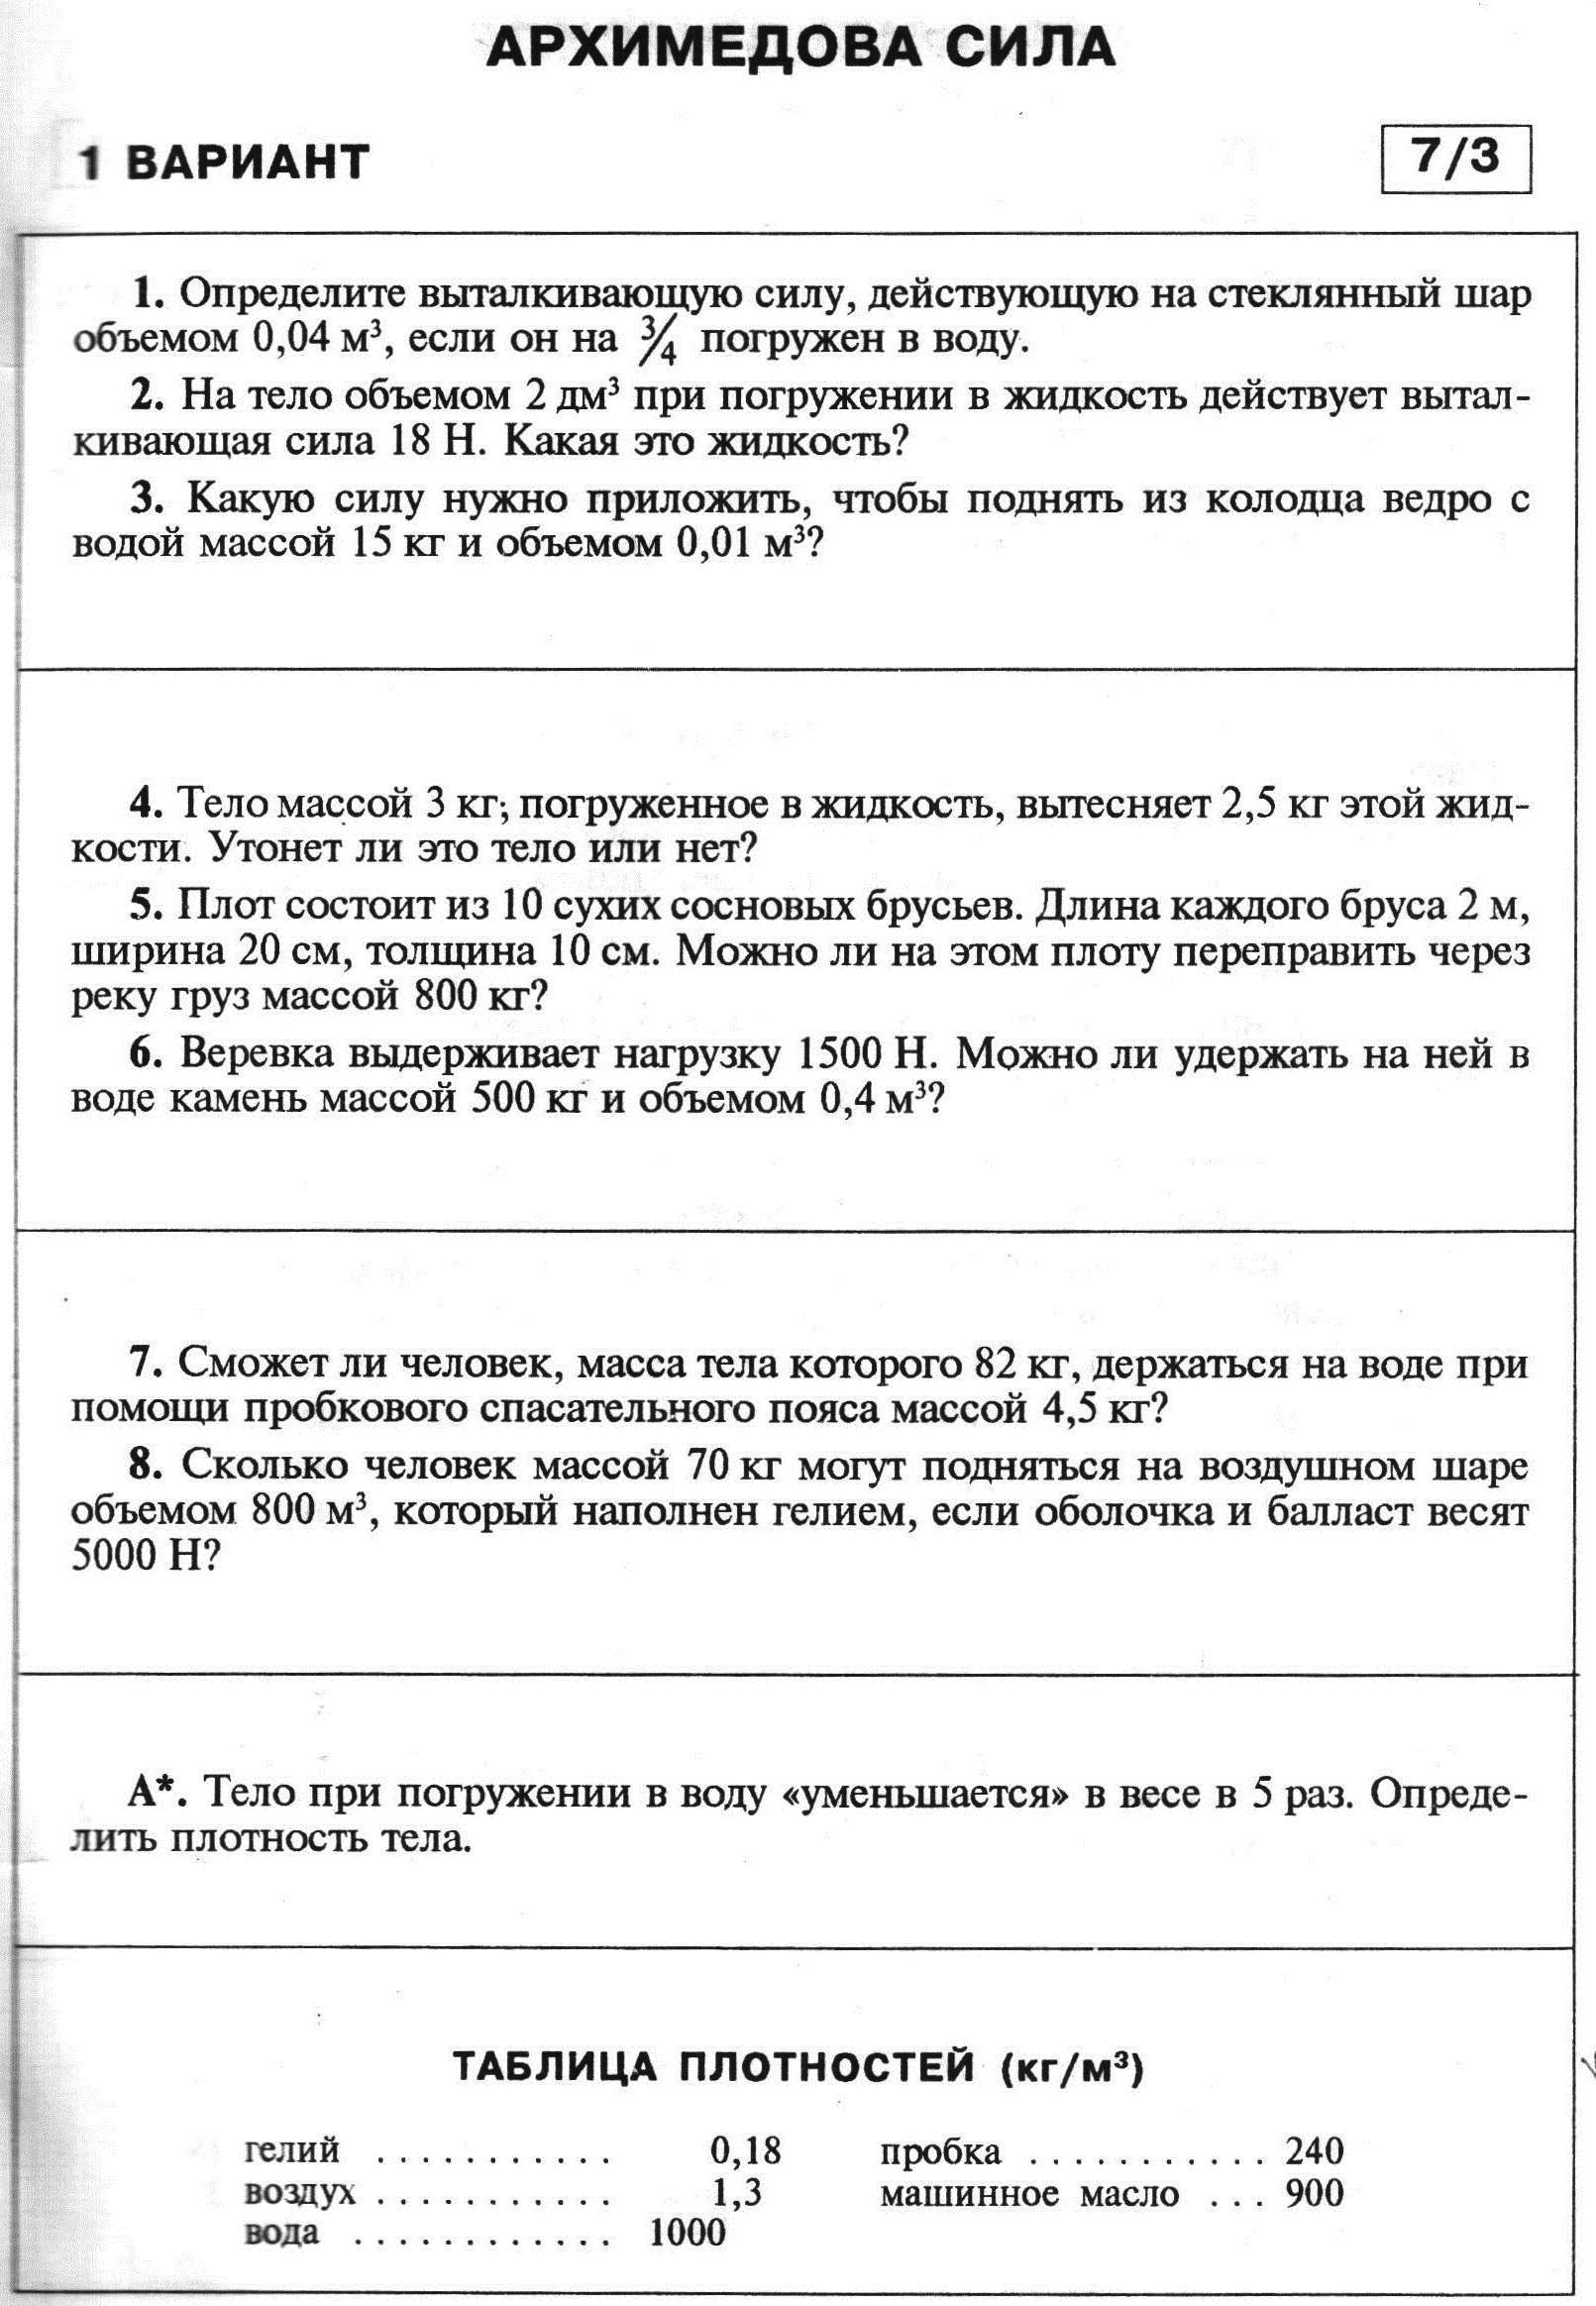 АРХИМЕДОВА СИЛА
1 ВАРИАНТ
7/3
1. Определите выталкивающую силу, действующую на стеклянный шар
объемом 0,04 м³, если он на 3/4 погружен в воду.
2. На тело объемом 2 дм³ при погружении в жидкость действует вытал-
кивающая сила 18 Н. Какая это жидкость?
3. Какую силу нужно приложить, чтобы поднять из колодца ведро с
водой массой 15 кг и объемом 0,01 м³?
4. Тело массой 3 кг, погруженное в жидкость, вытесняет 2,5 кг этой жид-
кости. Утонет ли это тело или нет?
5. Плот состоит из 10 сухих сосновых брусьев. Длина каждого бруса 2 м,
ширина 20 см, толщина 10 см. Можно ли на этом плоту переправить через
реку груз массой 800 кг?
6. Веревка выдерживает нагрузку 1500 Н. Можно ли удержать на ней в
воде камень массой 500 кг и объемом 0,4 м³?
7. Сможет ли человек, масса тела которого 82 кг, держаться на воде при
помощи пробкового спасательного пояса массой 4,5 кг?
8. Сколько человек массой 70 кг могут подняться на воздушном шаре
объемом 800 м³, который наполнен гелием, если оболочка и балласт весят
5000 Н?
А*. Тело при погружении в воду «уменьшается» в весе в 5 раз. Опреде-
лить плотность тела.
ТАБЛИЦА ПЛОТНОСТЕЙ (кг/м³)
гелий ........... 0,18 пробка ........... 240
воздух ........... 1,3 машинное масло ... 900
вода ............ 1000